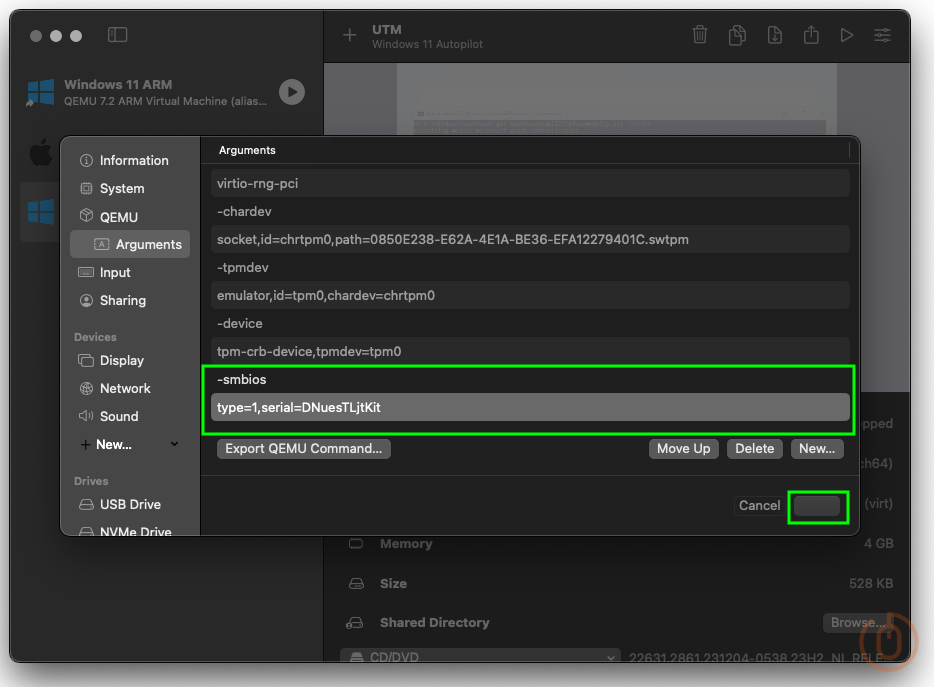 UTM
Windows 11 Autopilot
Windows 11 ARM
QEMU 7.2 ARM Virtual Machine (alias...
Information
System
QEMU
Arguments
Input
Sharing
Devices
Display
Network
Sound
New...
Drives
USB Drive
NVMe Drive
Arguments
virtio-rng-pci
-chardev
socket,id=chrtpm0,path=0850E238-E62A-4E1A-BE36-EFA12279401C.swtpm
-tpmdev
emulator,id=tpm0,chardev=chrtpm0
-device
tpm-crb-device,tpmdev=tpm0
-smbios
type=1,serial=DNuesTLjtKit
Export QEMU Command... Move Up Delete New...
Cancel
(virt)
Memory 4 GB
Size 528 KB
Shared Directory Browse...
CD/DVD 22631.2861.231204-0538.23H2_NI_RELE